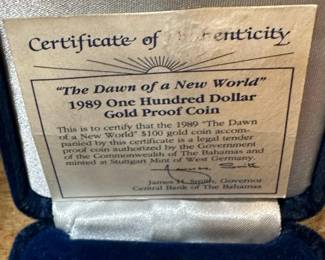 Certificate of Authenticity
"The Dawn of a New World"
1989 One Hundred Dollar
Gold Proof Coin
This is to certify that the 1989 "The Dawn
of a New World" $100 gold coin accom-
panied by this certificate is a legal tender
proof coin authorized by the Government
of the Commonwealth of The Bahamas and
minted at Stuttgart Mint of West Germany.
James H. Smith, Governor
Central Bank of The Bahamas